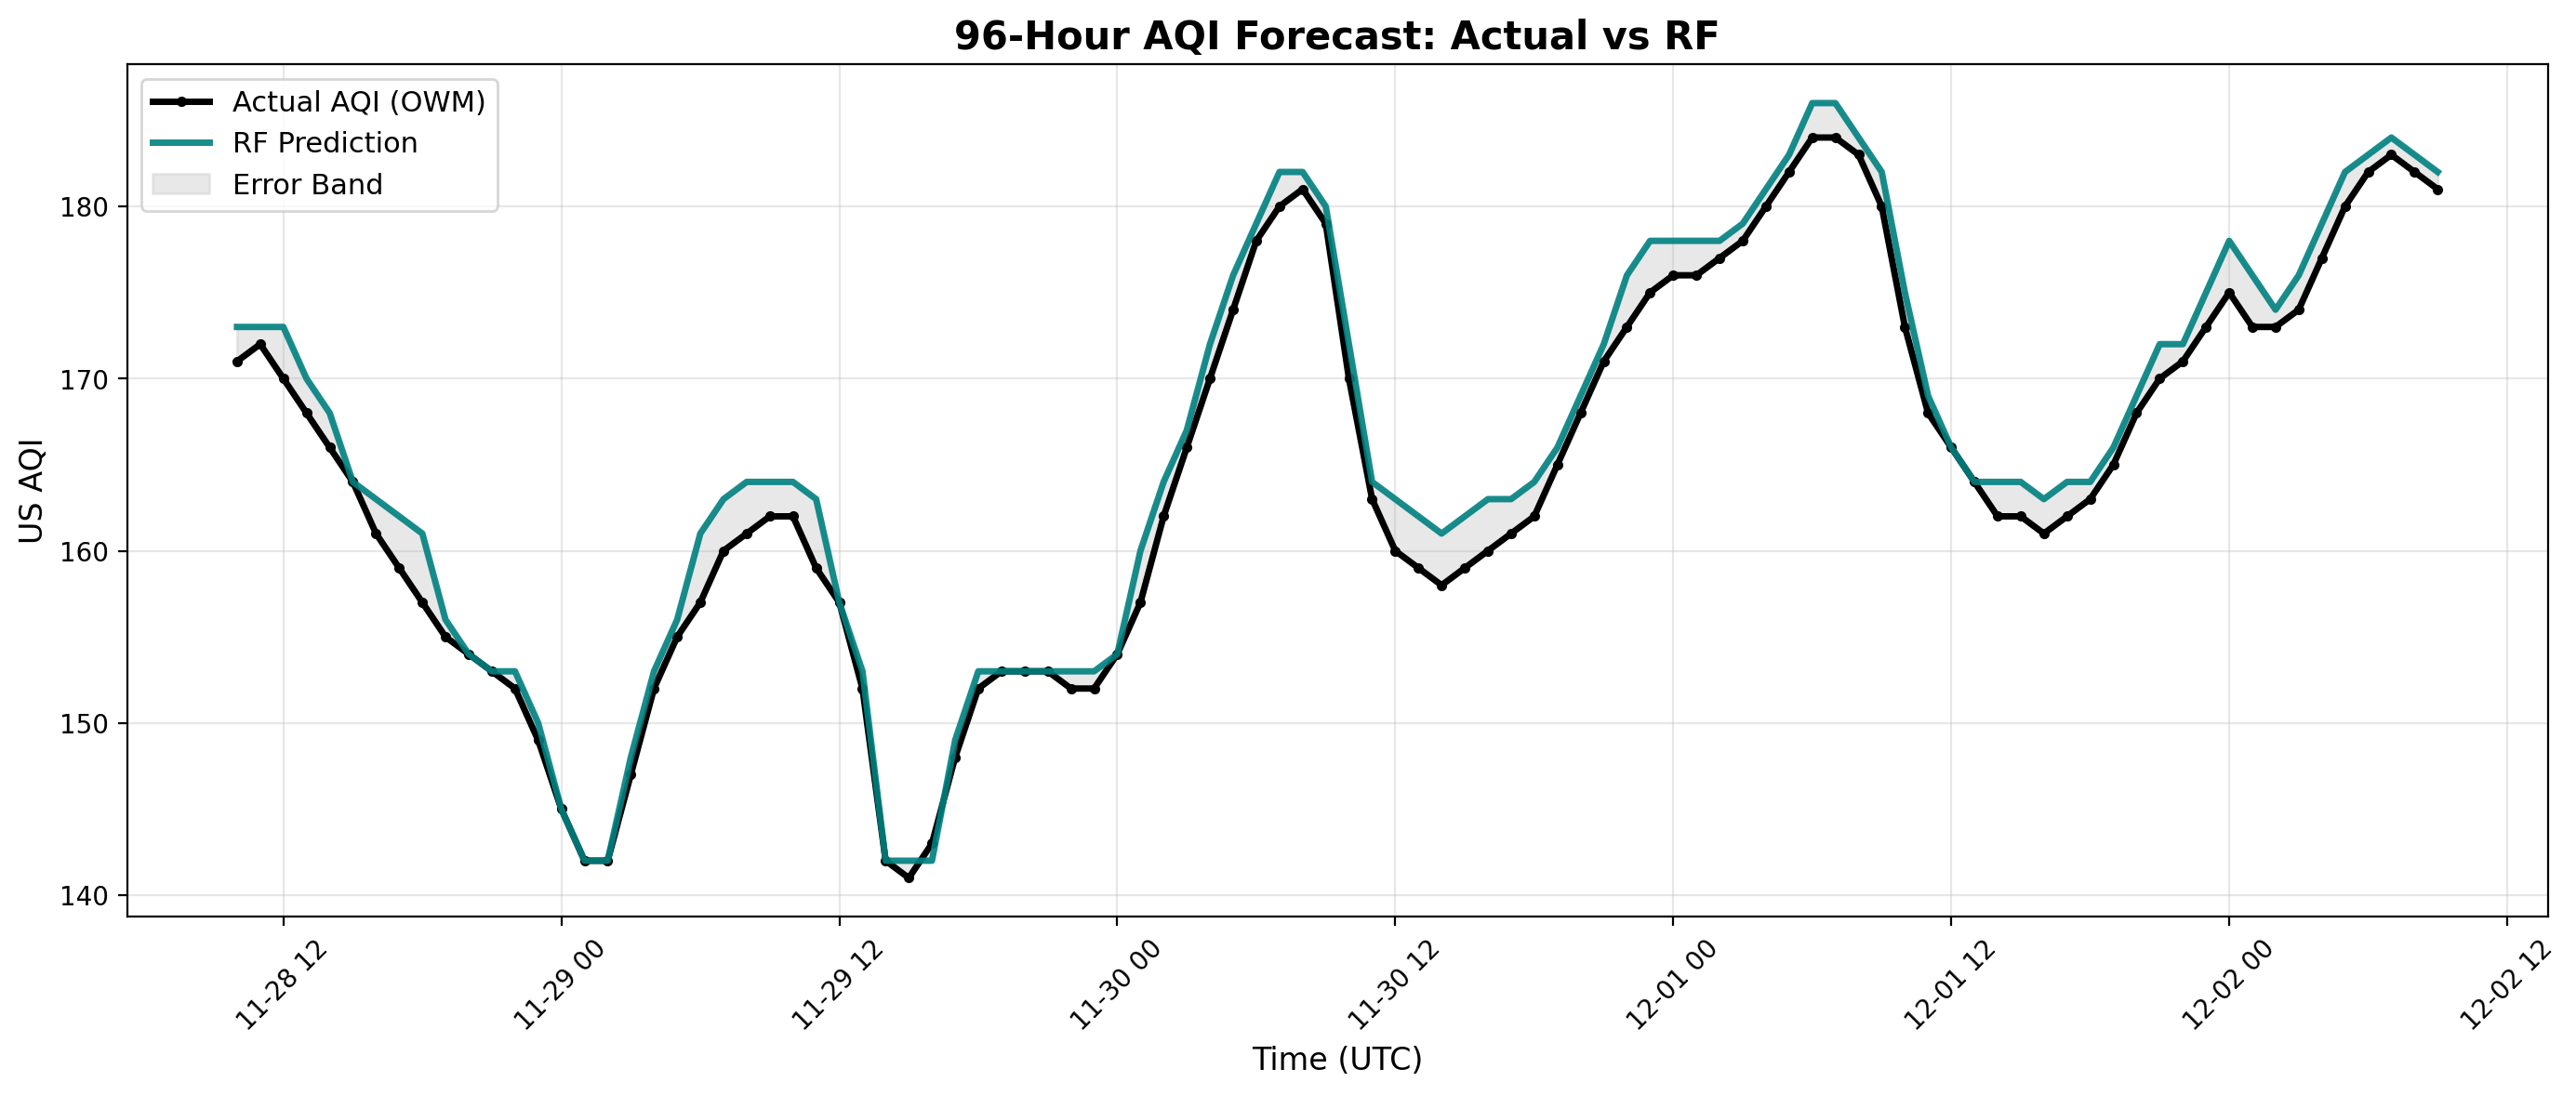 96-Hour AQI Forecast: Actual vs RF
Actual AQI (OWM)
RF Prediction
Error Band
US AQI
180
170
160
150
140
11-28 12
11-29 00
11-29 12
11-30 00
11-30 12
12-01 00
12-01 12
12-02 00
12-02 12
Time (UTC)